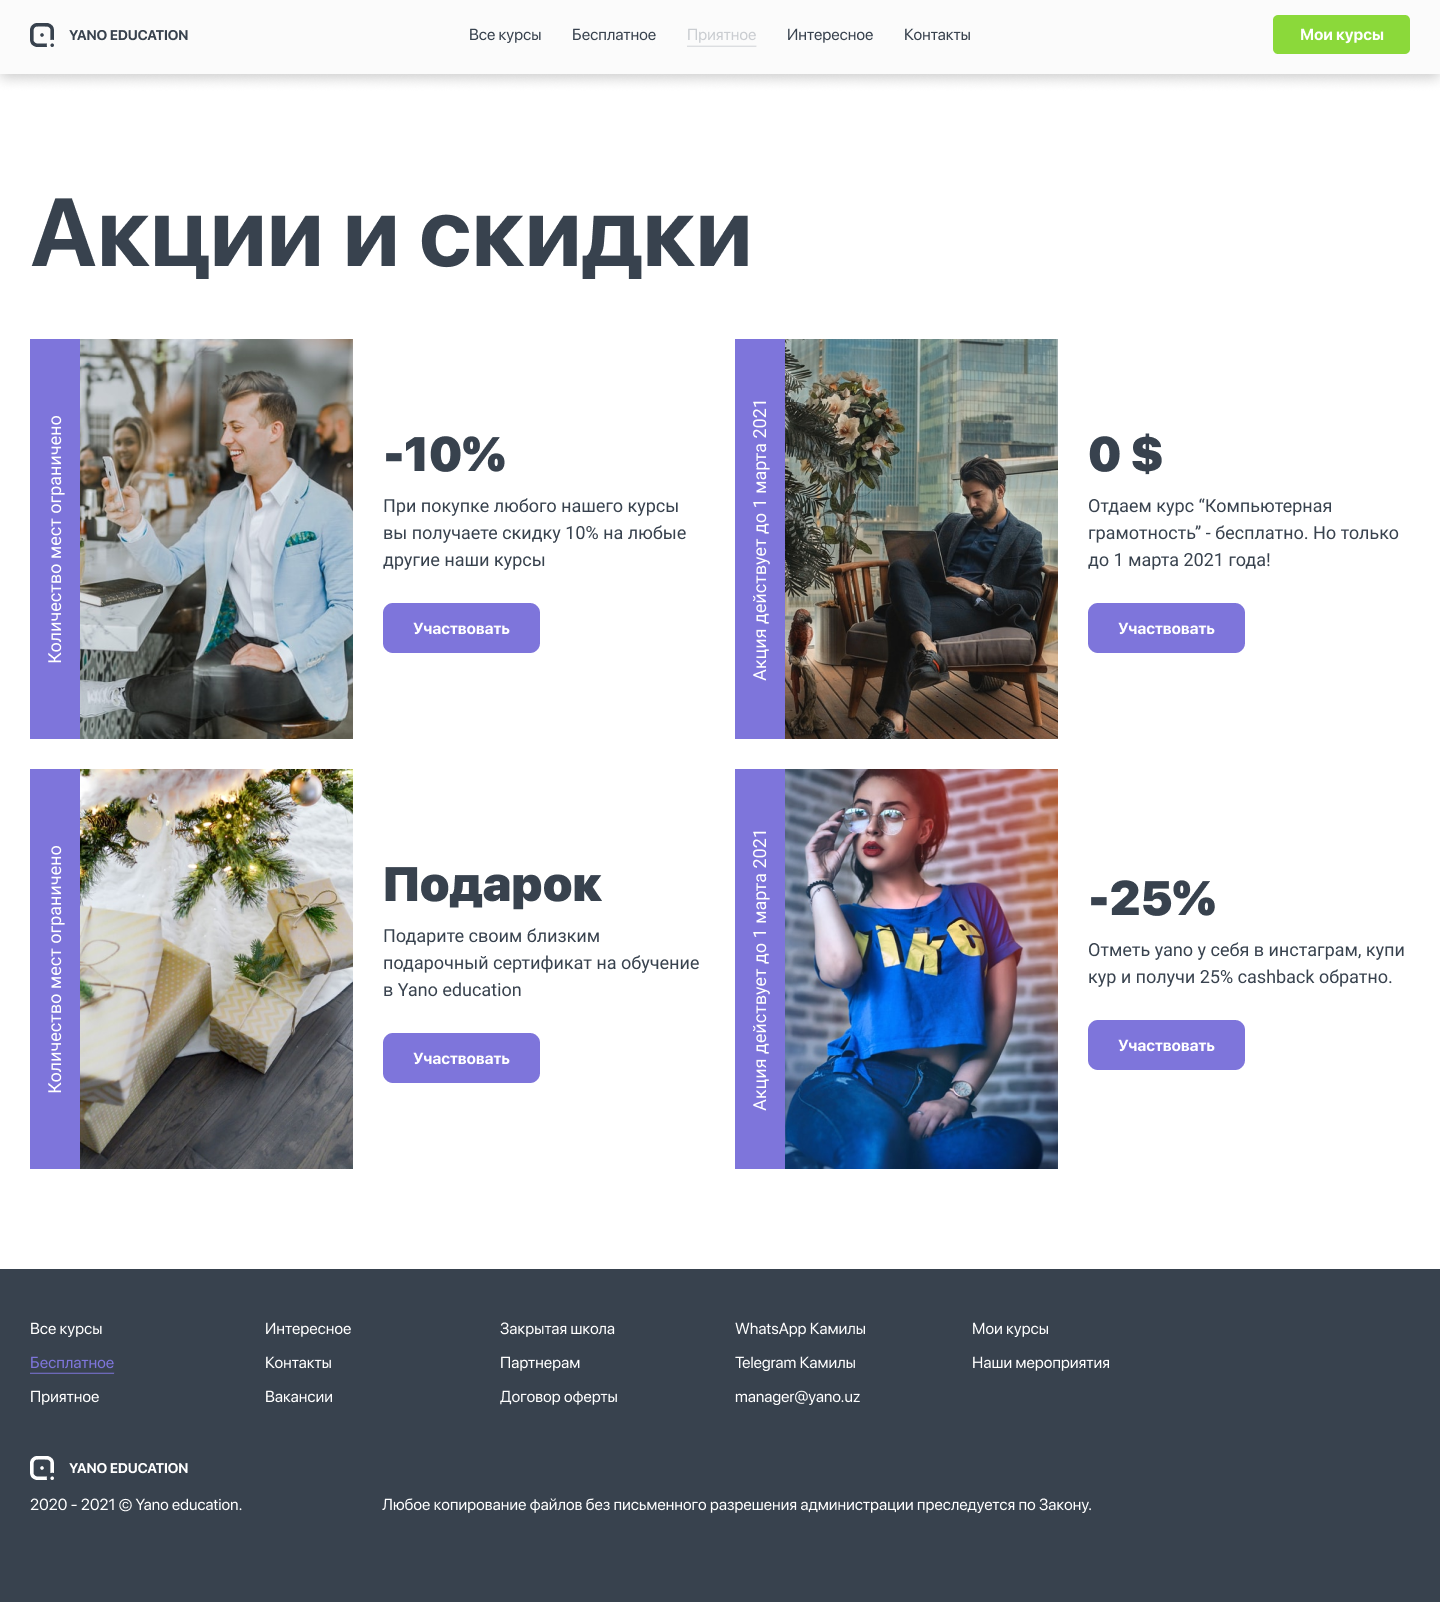 YANO EDUCATION
Все курсы
Бесплатное
Приятное
Интересное
Контакты
Мои курсы
Акции и скидки
Количество мест ограничено
-10%
При покупке любого нашего курсы
вы получаете скидку 10% на любые
другие наши курсы
Участвовать
Акция действует до 1 марта 2021
0 $
Отдаем курс “Компьютерная
грамотность” - бесплатно. Но только
до 1 марта 2021 года!
Участвовать
Количество мест ограничено
Подарок
Подарите своим близким
подарочный сертификат на обучение
в Yano education
Участвовать
Акция действует до 1 марта 2021
-25%
Отметь yano у себя в инстаграм, купи
кур и получи 25% cashback обратно.
Участвовать
Все курсы
Бесплатное
Приятное
Интересное
Контакты
Вакансии
Закрытая школа
Партнерам
Договор оферты
WhatsApp Камилы
Telegram Камилы
manager@yano.uz
Мои курсы
Наши мероприятия
YANO EDUCATION
2020 - 2021 © Yano education.
Любое копирование файлов без письменного разрешения администрации преследуется по Закону.